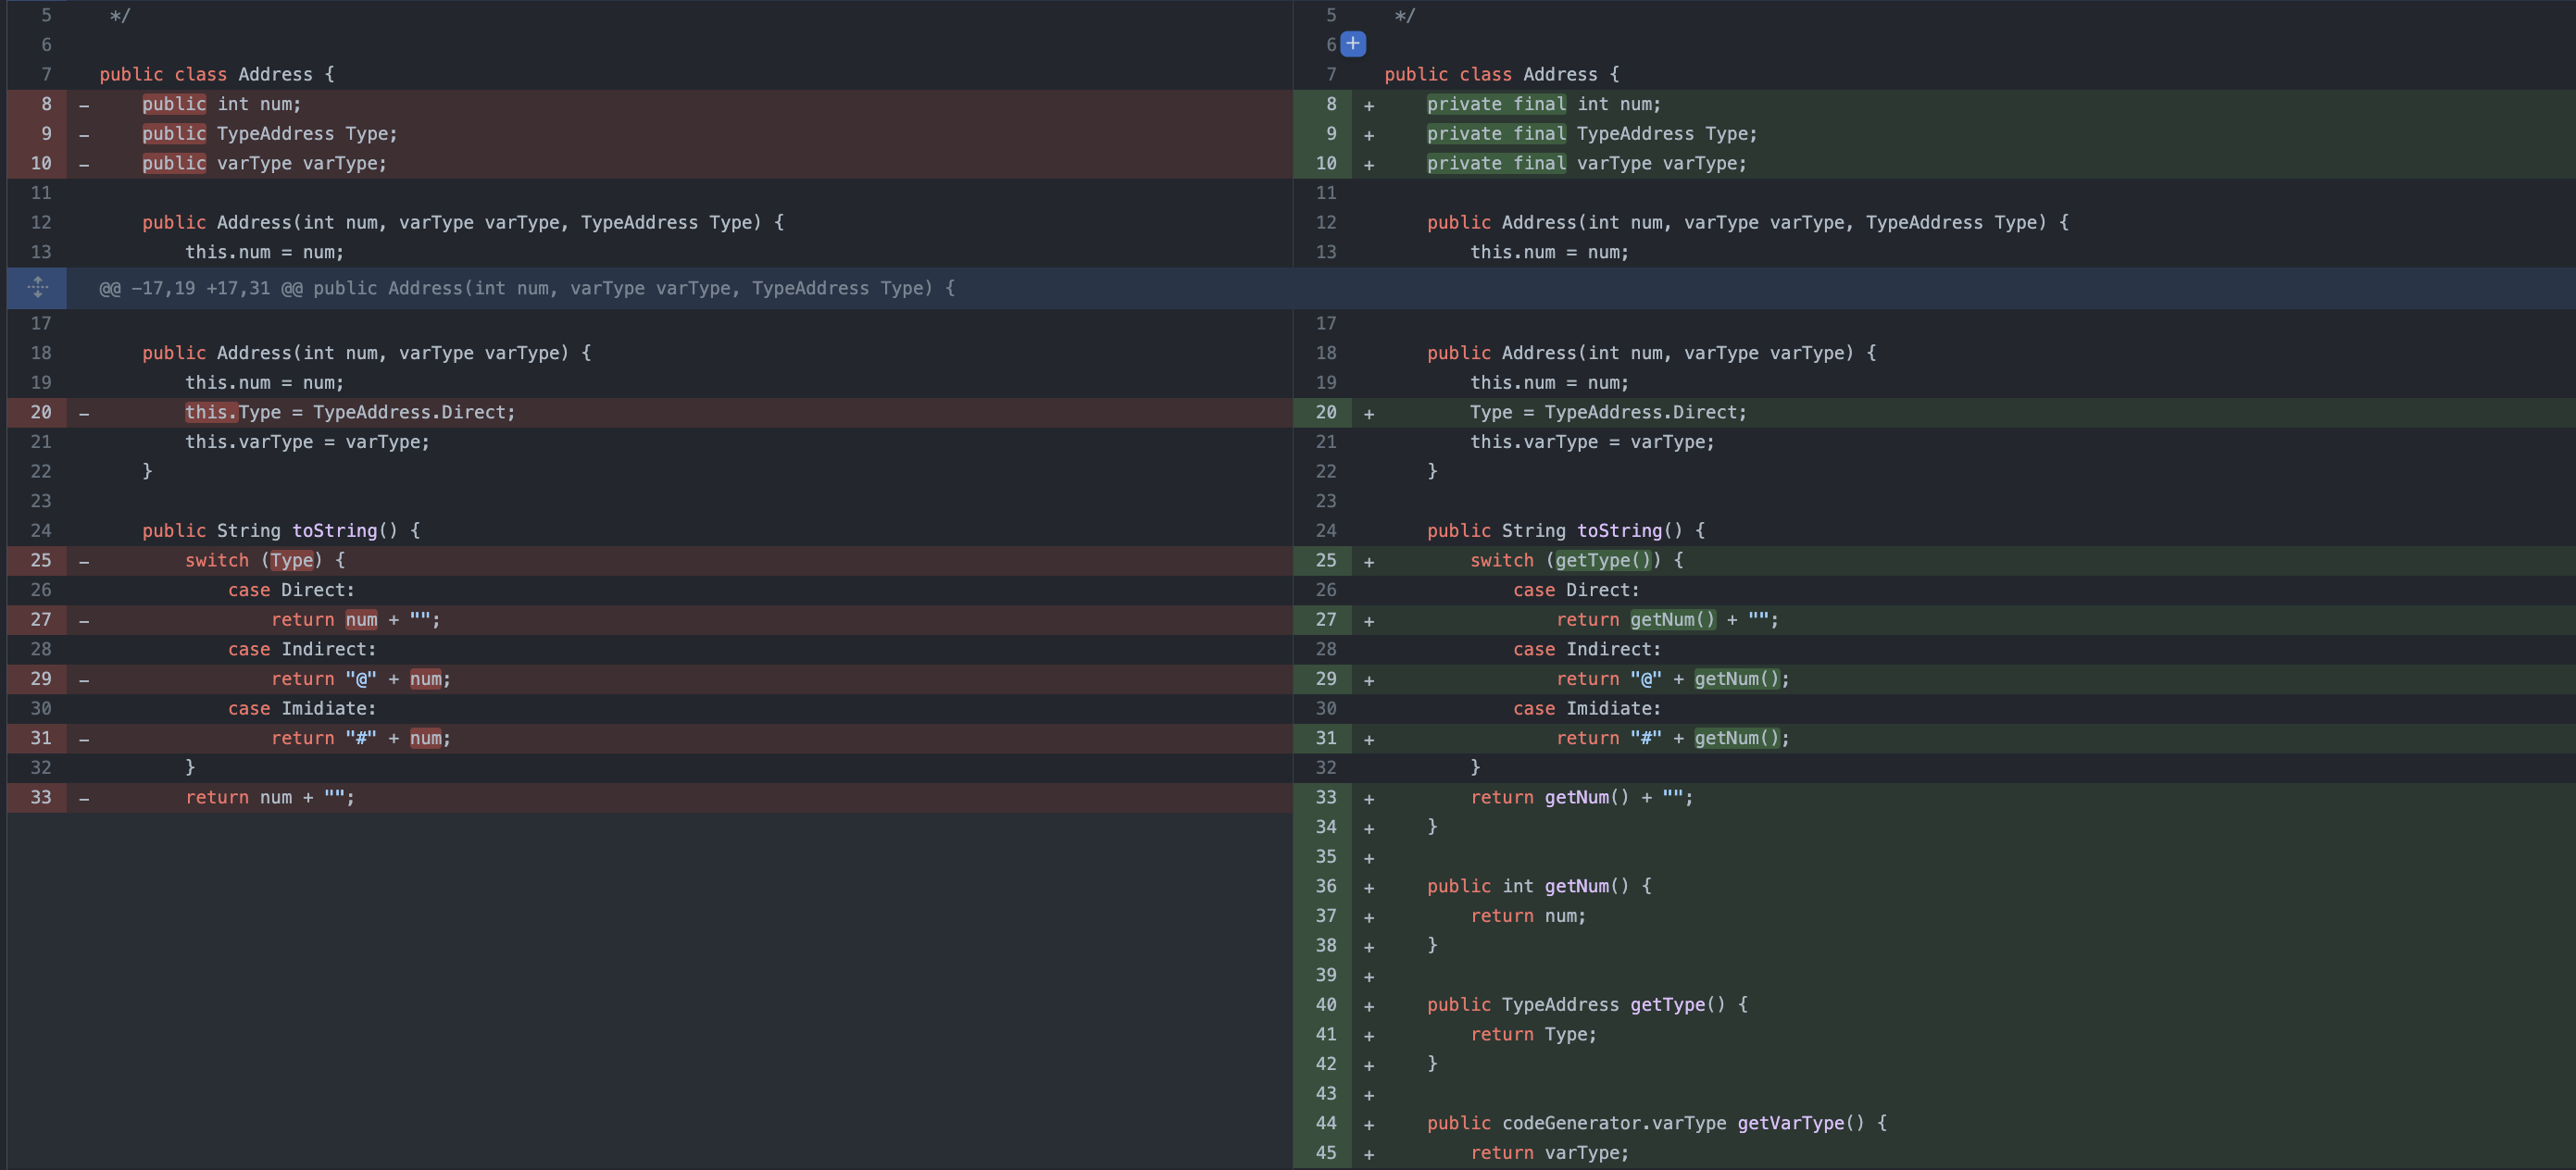 5 */
6
7 public class Address {
8 - public int num;
9 - public TypeAddress Type;
10 - public varType varType;
11
12 public Address(int num, varType varType, TypeAddress Type) {
13 this.num = num;
@@ -17,19 +17,31 @@ public Address(int num, varType varType, TypeAddress Type) {
17
18 public Address(int num, varType varType) {
19 this.num = num;
20 - this.Type = TypeAddress.Direct;
21 this.varType = varType;
22 }
23
24 public String toString() {
25 - switch (Type) {
26 case Direct:
27 - return num + "";
28 case Indirect:
29 - return "@" + num;
30 case Imidiate:
31 - return "#" + num;
32 }
33 - return num + "";
5 */
6 +
7 public class Address {
8 + private final int num;
9 + private final TypeAddress Type;
10 + private final varType varType;
11
12 public Address(int num, varType varType, TypeAddress Type) {
13 this.num = num;
17
18 public Address(int num, varType varType) {
19 this.num = num;
20 + Type = TypeAddress.Direct;
21 this.varType = varType;
22 }
23
24 public String toString() {
25 + switch (getType()) {
26 case Direct:
27 + return getNum() + "";
28 case Indirect:
29 + return "@" + getNum();
30 case Imidiate:
31 + return "#" + getNum();
32 }
33 + return getNum() + "";
34 + }
35 +
36 + public int getNum() {
37 + return num;
38 + }
39 +
40 + public TypeAddress getType() {
41 + return Type;
42 + }
43 +
44 + public codeGenerator.varType getVarType() {
45 + return varType;